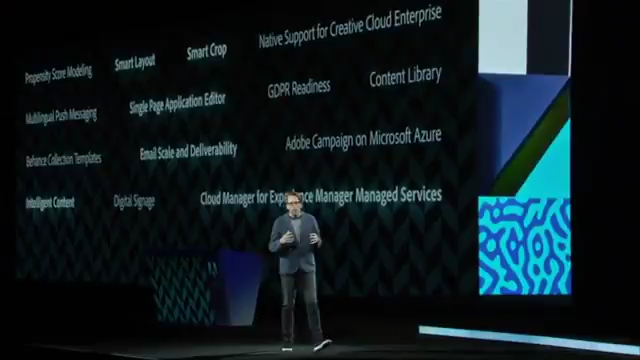 Propensity Score Modeling
Smart Layout
Smart Crop
Native Support for Creative Cloud Enterprise
Multilingual Push Messaging
Single Page Application Editor
GDPR Readiness
Content Library
Behance Collection Templates
Email Scale and Deliverability
Adobe Campaign on Microsoft Azure
Intelligent Content
Digital Signage
Cloud Manager for Experience Manager Managed Services